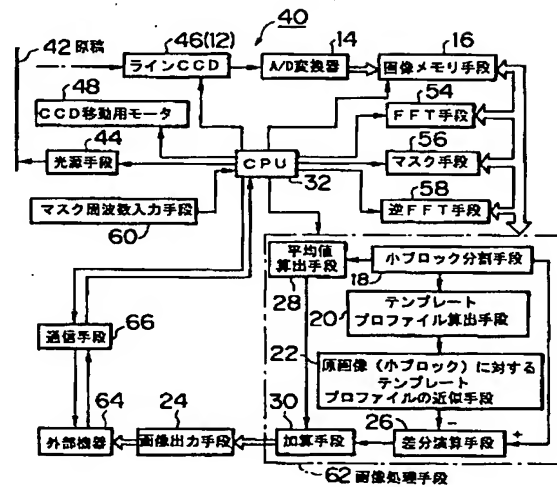 40
42 原稿
46(12)
ラインCCD
14
A/D変換器
16
画像メモリ手段
48
CCD移動用モータ
54
FFT手段
44
光源手段
CPU
32
56
マスク手段
マスク周波数入力手段
60
58
逆FFT手段
平均値
算出手段
28
小ブロック分割手段
18
20
テンプレート
プロファイル算出手段
通信手段
66
22
原画像(小ブロック)に対する
テンプレート
プロファイルの近似手段
64
外部機器
24
画像出力手段
30
加算手段
26
差分演算手段
-
+
62 画像処理手段